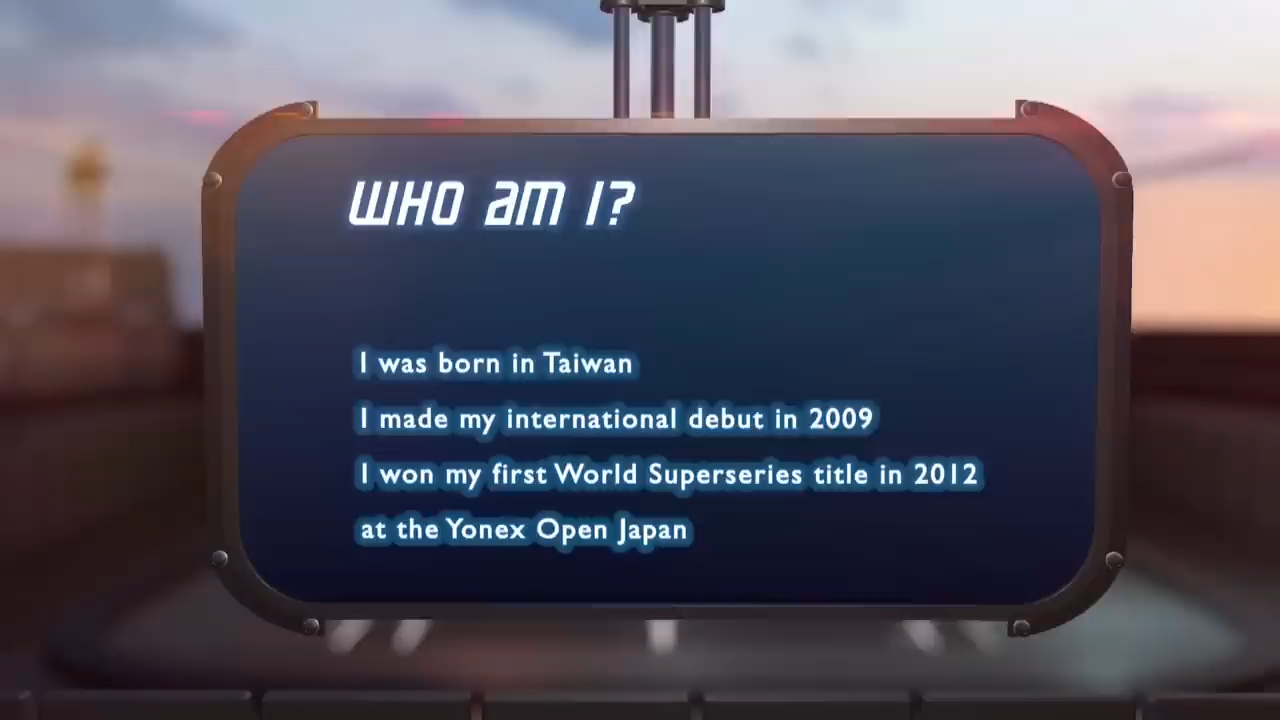 WHO AM I?
I was born in Taiwan
I made my international debut in 2009
I won my first World Superseries title in 2012
at the Yonex Open Japan